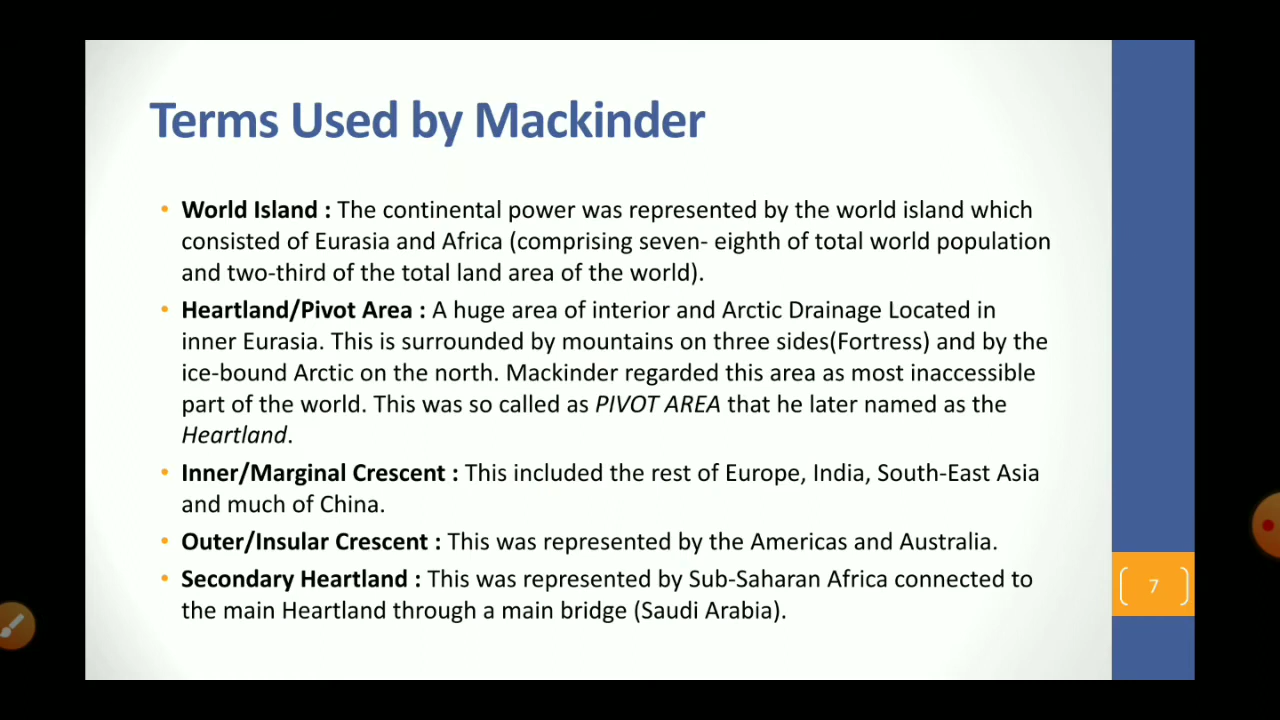 Terms Used by Mackinder
• World Island : The continental power was represented by the world island which
consisted of Eurasia and Africa (comprising seven- eighth of total world population
and two-third of the total land area of the world).
• Heartland/Pivot Area : A huge area of interior and Arctic Drainage Located in
inner Eurasia. This is surrounded by mountains on three sides(Fortress) and by the
ice-bound Arctic on the north. Mackinder regarded this area as most inaccessible
part of the world. This was so called as PIVOT AREA that he later named as the
Heartland.
• Inner/Marginal Crescent : This included the rest of Europe, India, South-East Asia
and much of China.
• Outer/Insular Crescent : This was represented by the Americas and Australia.
• Secondary Heartland : This was represented by Sub-Saharan Africa connected to
the main Heartland through a main bridge (Saudi Arabia).
7